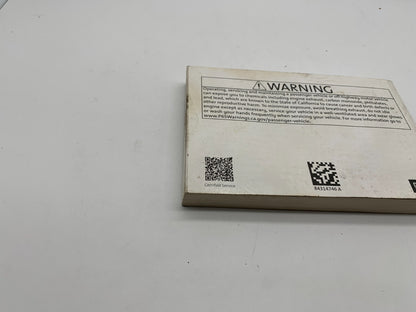 WARNING
Operating, servicing and maintaining a passenger vehicle or off-highway motor vehicle
can expose you to chemicals including engine exhaust, carbon monoxide, phthalates,
and lead, which are known to the State of California to cause cancer and birth defects or
other reproductive harm. To minimize exposure, avoid breathing exhaust, do not idle
engine except as necessary, service your vehicle in a well-ventilated area and wear gloves
or wash your hands frequently when servicing your vehicle. For more information go to
www.P65Warnings.ca.gov/passenger-vehicle.
Certified Service
84314746 A